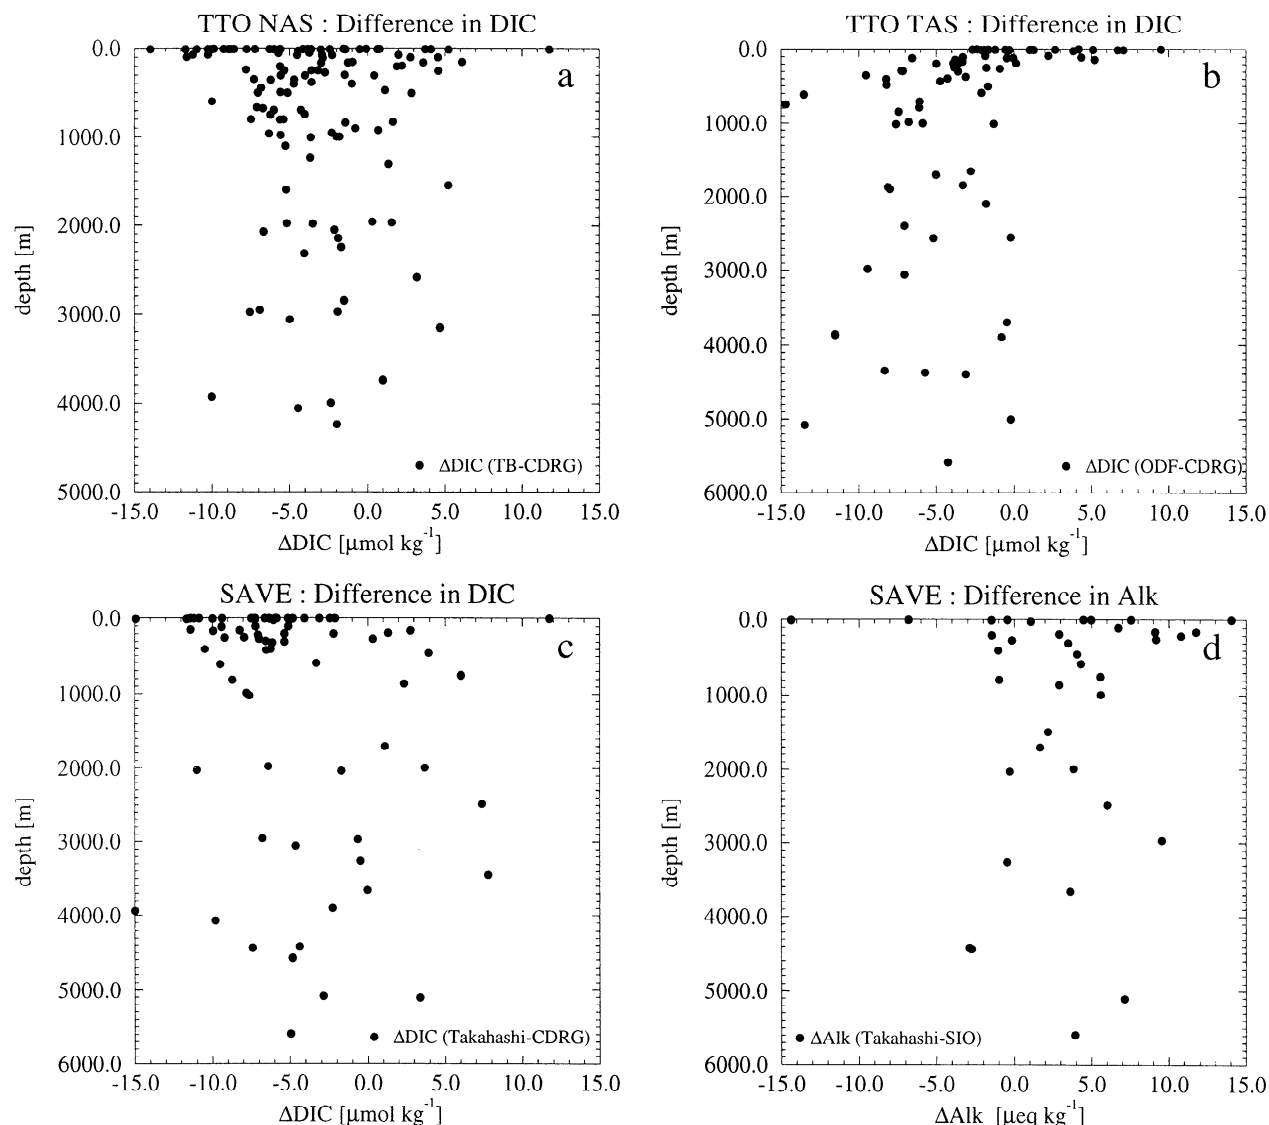 TTO NAS : Difference in DIC
a
0.0
1000.0
2000.0
3000.0
4000.0
5000.0
depth [m]
ΔDIC (TB-CDRG)
-15.0 -10.0 -5.0 0.0 5.0 10.0 15.0
ΔDIC [μmol kg⁻¹]
TTO TAS : Difference in DIC
b
0.0
1000.0
2000.0
3000.0
4000.0
5000.0
6000.0
depth [m]
ΔDIC (ODF-CDRG)
-15.0 -10.0 -5.0 0.0 5.0 10.0 15.0
ΔDIC [μmol kg⁻¹]
SAVE : Difference in DIC
c
0.0
1000.0
2000.0
3000.0
4000.0
5000.0
6000.0
depth [m]
ΔDIC (Takahashi-CDRG)
-15.0 -10.0 -5.0 0.0 5.0 10.0 15.0
ΔDIC [μmol kg⁻¹]
SAVE : Difference in Alk
d
0.0
1000.0
2000.0
3000.0
4000.0
5000.0
6000.0
depth [m]
ΔAlk (Takahashi-SIO)
-15.0 -10.0 -5.0 0.0 5.0 10.0 15.0
ΔAlk [μeq kg⁻¹]